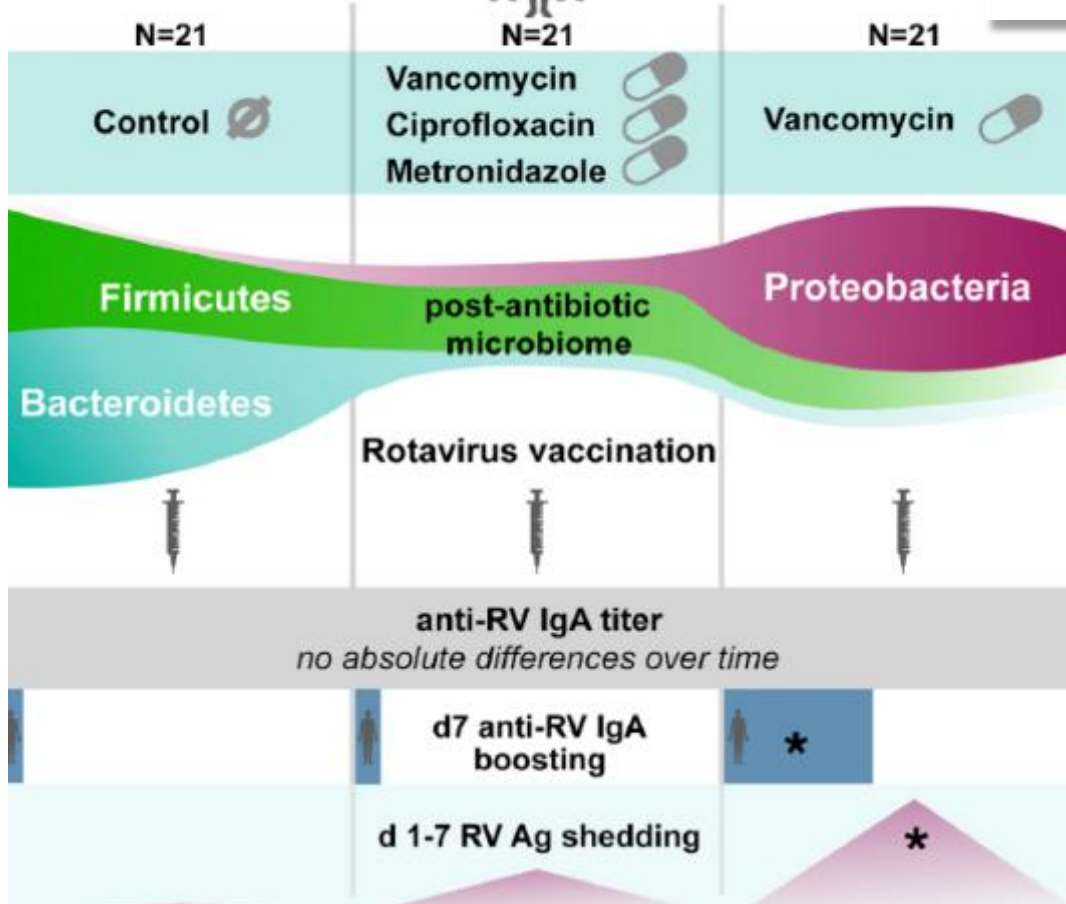 N=21 N=21 N=21
Control
Vancomycin
Ciprofloxacin
Metronidazole
Vancomycin
Firmicutes
post-antibiotic
microbiome
Proteobacteria
Bacteroidetes
Rotavirus vaccination
anti-RV IgA titer
no absolute differences over time
d7 anti-RV IgA
boosting
*
d 1-7 RV Ag shedding
*